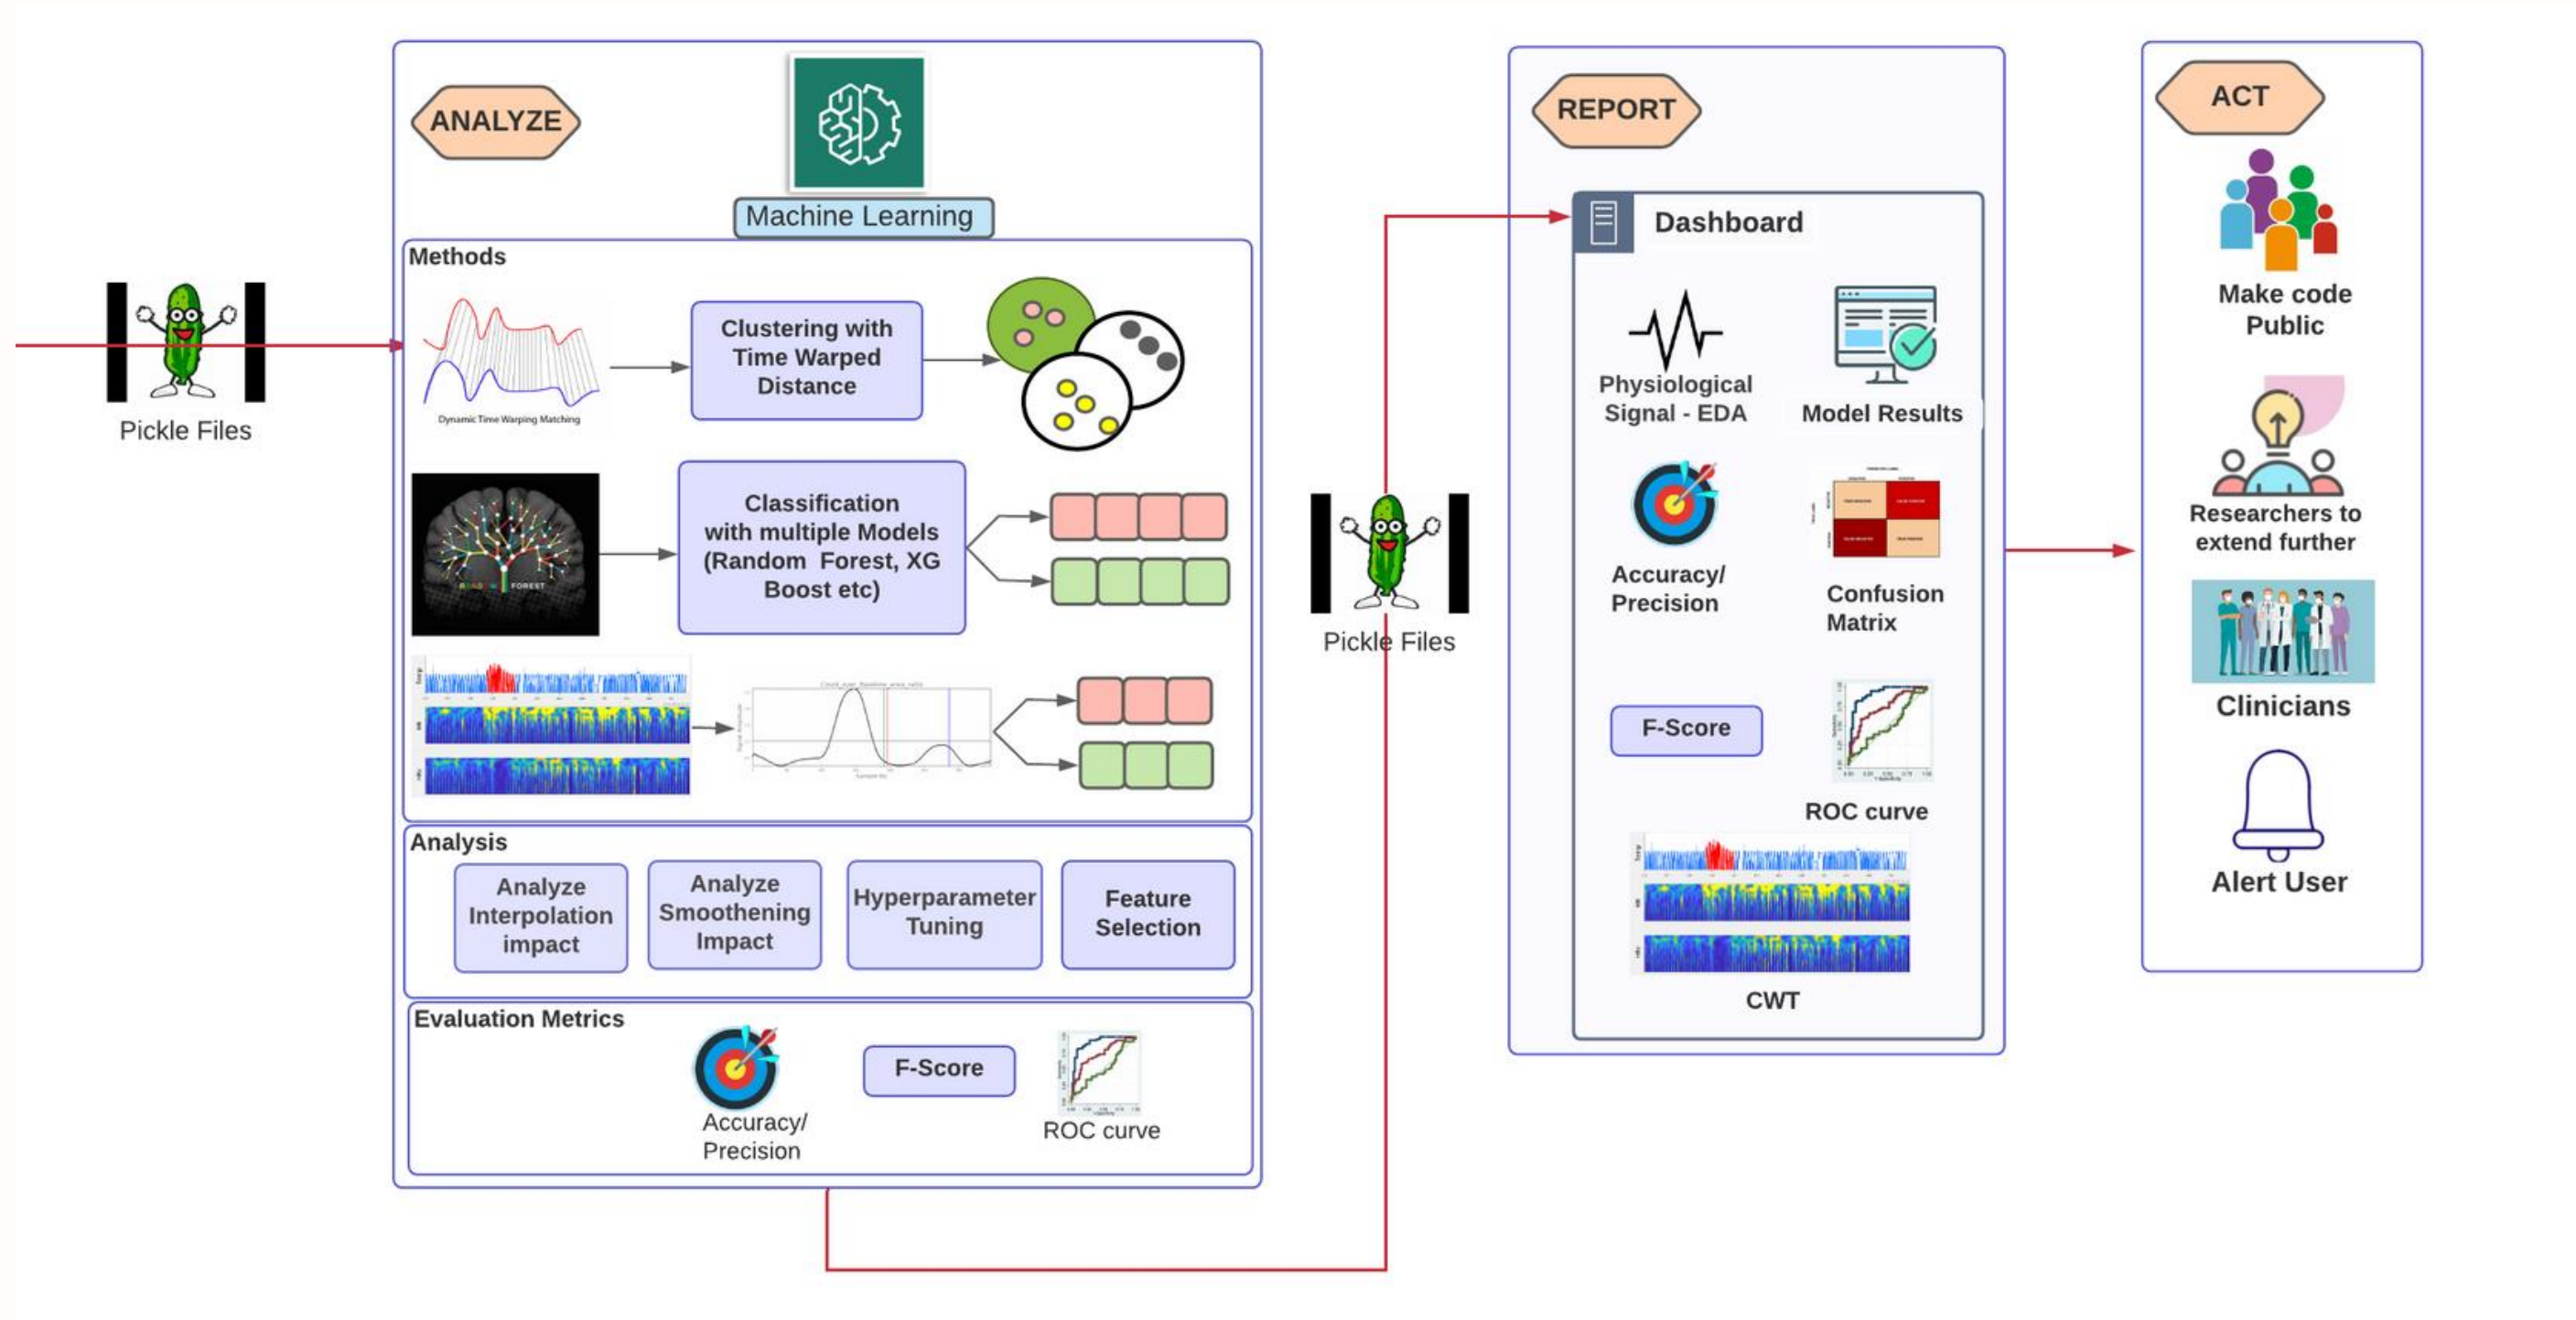 Pickle Files
ANALYZE
Machine Learning
Methods
Dynamic Time Warping Matching
Clustering with
Time Warped
Distance
FOREST
Classification
with multiple Models
(Random Forest, XG
Boost etc)
Analysis
Analyze
Interpolation
impact
Analyze
Smoothening
Impact
Hyperparameter
Tuning
Feature
Selection
Evaluation Metrics
Accuracy/
Precision
F-Score
ROC curve
Pickle Files
REPORT
Dashboard
Physiological
Signal - EDA
Model Results
Accuracy/
Precision
Confusion
Matrix
F-Score
ROC curve
CWT
ACT
Make code
Public
Researchers to
extend further
Clinicians
Alert User